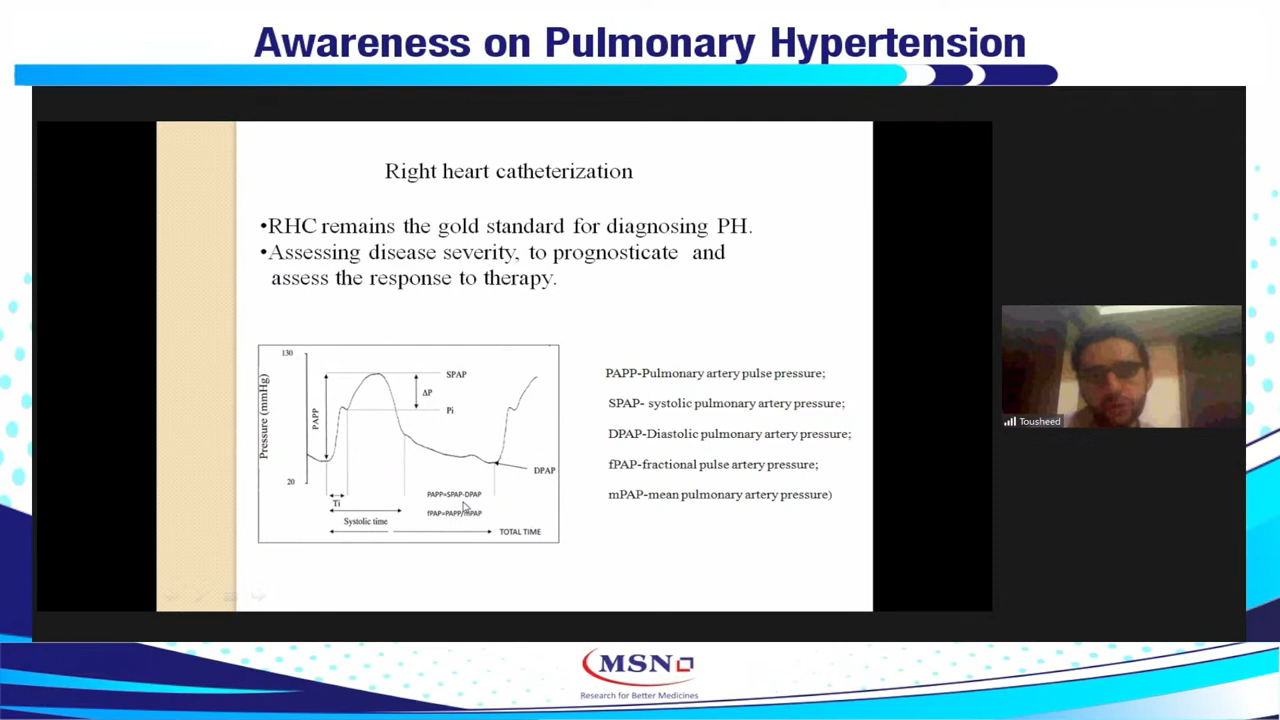 Awareness on Pulmonary Hypertension
Right heart catheterization
•RHC remains the gold standard for diagnosing PH.
•Assessing disease severity, to prognosticate and
assess the response to therapy.
130
Pressure (mmHg)
20
PAPP
SPAP
ΔP
Pi
DPAP
Ti
PAPP=SPAP-DPAP
fPAP=PAPP/mPAP
Systolic time
TOTAL TIME
PAPP-Pulmonary artery pulse pressure;
SPAP- systolic pulmonary artery pressure;
DPAP-Diastolic pulmonary artery pressure;
fPAP-fractional pulse artery pressure;
mPAP-mean pulmonary artery pressure)
Tousheed
MSN
Research for Better Medicines